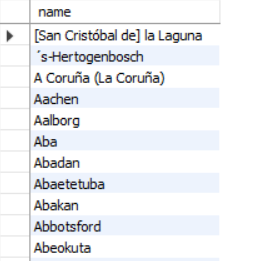 name
[San Cristóbal de] la Laguna
´s-Hertogenbosch
A Coruña (La Coruña)
Aachen
Aalborg
Aba
Abadan
Abaetetuba
Abakan
Abbotsford
Abeokuta